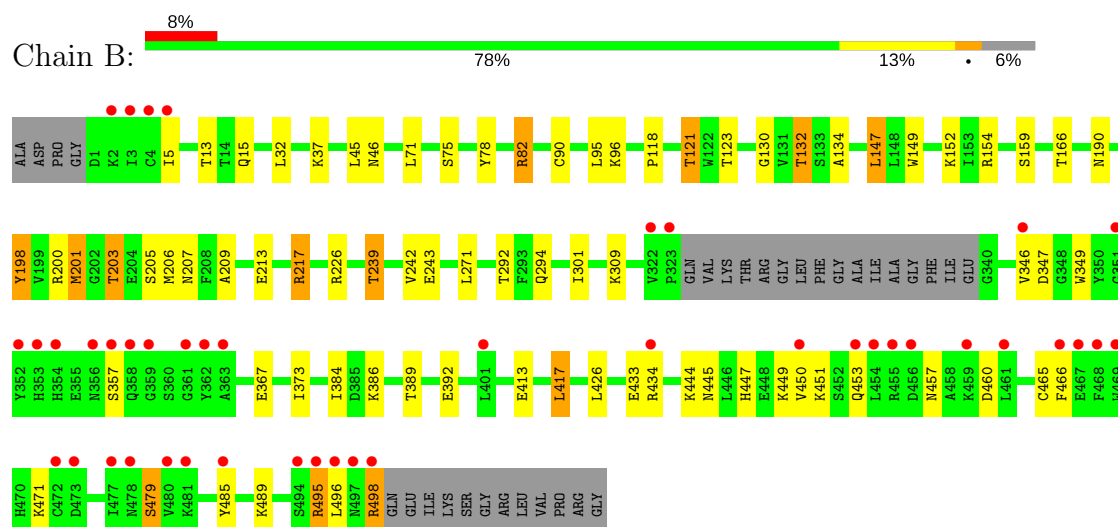 8%
Chain B:
78% 13% • 6%
ALA ASP PRO GLY D1 K2 I3 C4 I5 T13 T14 Q15 L32 K37 L45 N46 L71 S75 Y78 R82 C90 L95 K96 P118 T121 W122 T123 G130 V131 T132 S133 A134 L147 L148 W149 K152 I153 R154 S159 T166 N190
Y198 V199 R200 M201 G202 T203 E204 S205 M206 N207 F208 A209 E213 R217 R226 T239 V242 E243 L271 T292 F293 Q294 I301 K309 V322 P323 GLN VAL LYS THR ARG GLY LEU PHE GLY ALA ILE ALA GLY PHE ILE GLU G340 V346 D347 G348 W349 Y350 G351
Y352 H353 H354 E355 N356 S357 Q358 G359 S360 G361 Y362 A363 E367 I373 I384 D385 K386 T389 E392 L401 E413 L417 L426 E433 R434 K444 N445 L446 H447 E448 K449 V450 K451 S452 Q453 L454 R455 D456 N457 A458 K459 D460 L461 C465 F466 E467 F468 W469
H470 K471 C472 D473 I477 N478 S479 V480 K481 Y485 K489 S494 R495 L496 N497 R498 GLN GLU ILE LYS SER GLY ARG LEU VAL PRO ARG GLY